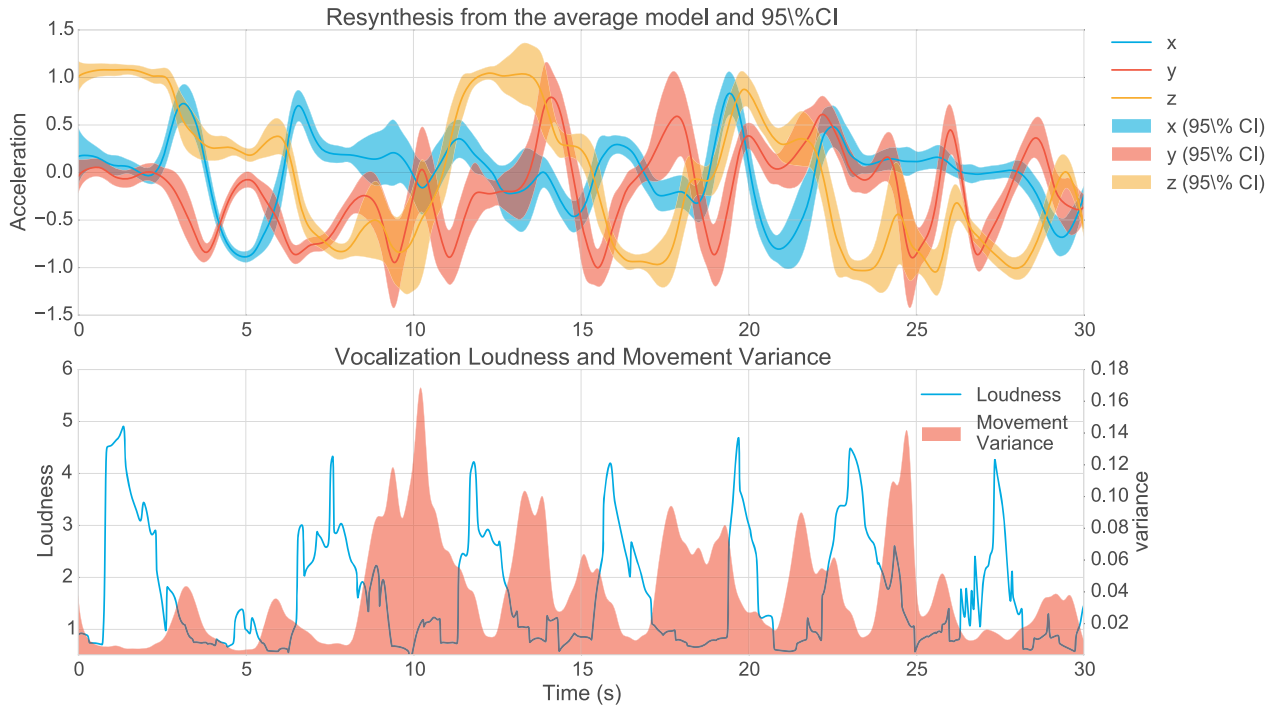 Resynthesis from the average model and 95\%CI
1.5
1.0
0.5
0.0
−0.5
−1.0
−1.5
Acceleration
0
5
10
15
20
25
30
x
y
z
x (95\% CI)
y (95\% CI)
z (95\% CI)
Vocalization Loudness and Movement Variance
6
5
4
3
2
1
Loudness
0.18
0.16
0.14
0.12
0.10
0.08
0.06
0.04
0.02
variance
Loudness
Movement
Variance
0
5
10
15
20
25
30
Time (s)